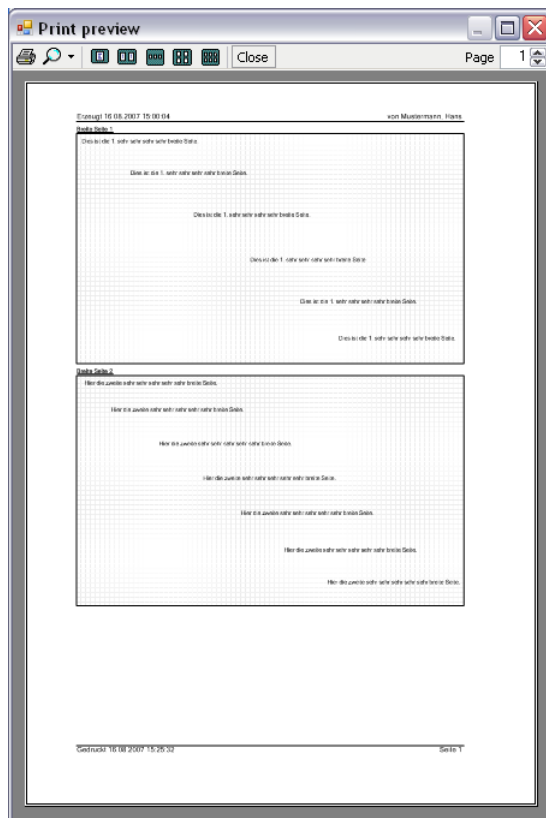 Print preview
Close Page 1
Erzeugt 16.08.2007 15:00:04 von Mustermann, Hans
Breite Seite 1
Dies ist die 1. sehr sehr sehr sehr breite Seite.
Dies ist die 1. sehr sehr sehr sehr breite Seite.
Dies ist die 1. sehr sehr sehr sehr breite Seite.
Dies ist die 1. sehr sehr sehr sehr breite Seite.
Dies ist die 1. sehr sehr sehr sehr breite Seite.
Dies ist die 1. sehr sehr sehr sehr breite Seite.
Breite Seite 2
Hier die zweite sehr sehr sehr sehr sehr breite Seite.
Hier die zweite sehr sehr sehr sehr sehr breite Seite.
Hier die zweite sehr sehr sehr sehr sehr breite Seite.
Hier die zweite sehr sehr sehr sehr sehr breite Seite.
Hier die zweite sehr sehr sehr sehr sehr breite Seite.
Hier die zweite sehr sehr sehr sehr sehr breite Seite.
Hier die zweite sehr sehr sehr sehr sehr breite Seite.
Gedruckt 16.08.2007 15:25:32 Seite 1